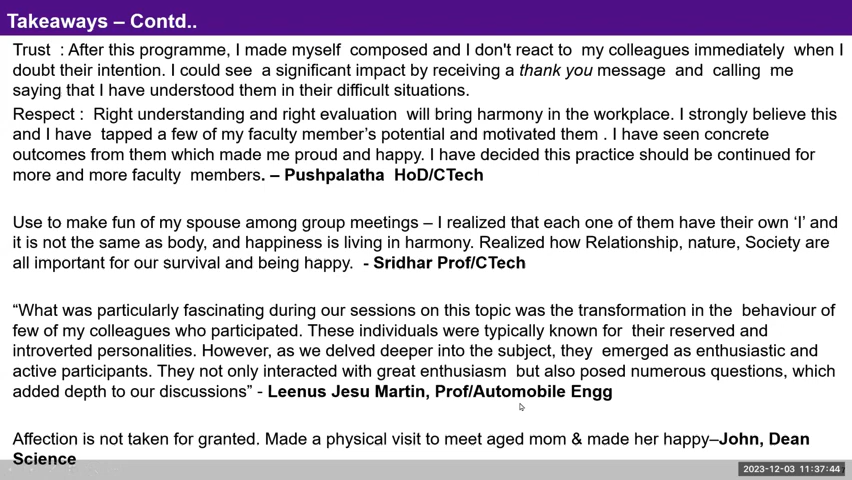 Takeaways – Contd..
Trust : After this programme, I made myself composed and I don't react to my colleagues immediately when I
doubt their intention. I could see a significant impact by receiving a thank you message and calling me
saying that I have understood them in their difficult situations.
Respect : Right understanding and right evaluation will bring harmony in the workplace. I strongly believe this
and I have tapped a few of my faculty member's potential and motivated them . I have seen concrete
outcomes from them which made me proud and happy. I have decided this practice should be continued for
more and more faculty members. – Pushpalatha HoD/CTech
Use to make fun of my spouse among group meetings – I realized that each one of them have their own ‘I’ and
it is not the same as body, and happiness is living in harmony. Realized how Relationship, nature, Society are
all important for our survival and being happy. - Sridhar Prof/CTech
“What was particularly fascinating during our sessions on this topic was the transformation in the behaviour of
few of my colleagues who participated. These individuals were typically known for their reserved and
introverted personalities. However, as we delved deeper into the subject, they emerged as enthusiastic and
active participants. They not only interacted with great enthusiasm but also posed numerous questions, which
added depth to our discussions” - Leenus Jesu Martin, Prof/Automobile Engg
Affection is not taken for granted. Made a physical visit to meet aged mom & made her happy–John, Dean
Science
2023-12-03 11:37:44